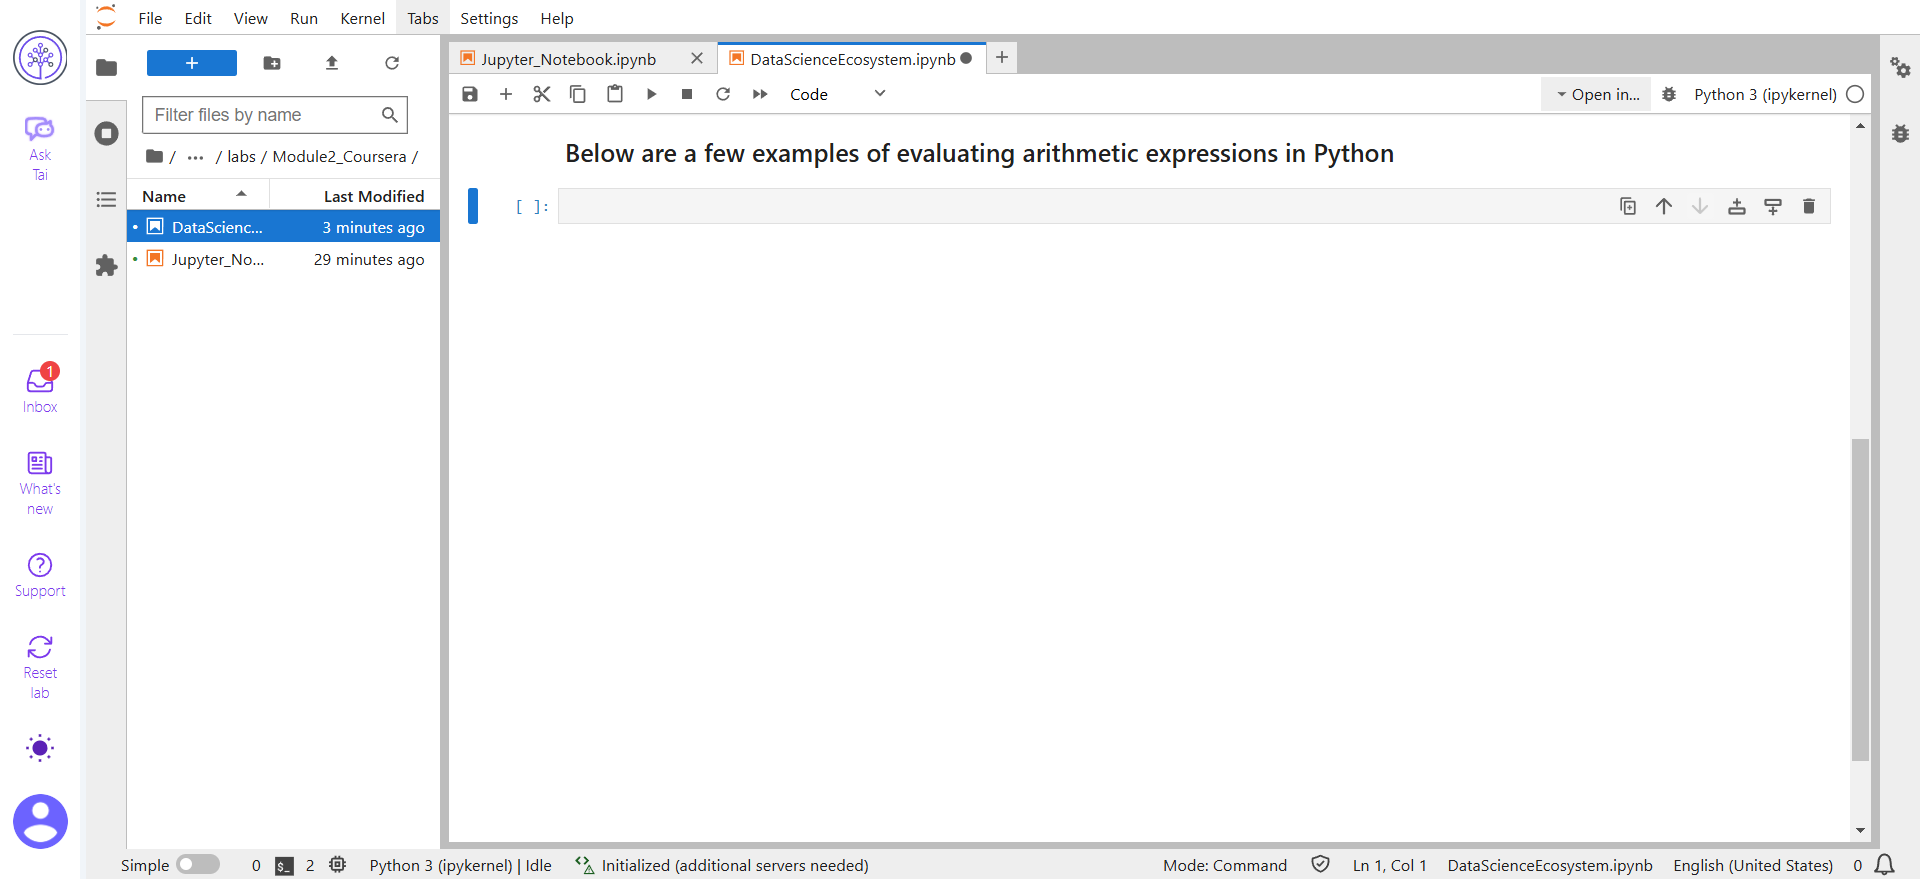 File Edit View Run Kernel Tabs Settings Help
Ask
Tai
1
Inbox
What's
new
Support
Reset
lab
Filter files by name
/ ··· / labs / Module2_Coursera /
Name Last Modified
DataScienc... 3 minutes ago
Jupyter_No... 29 minutes ago
Jupyter_Notebook.ipynb
DataScienceEcosystem.ipynb
Code
Open in...
Python 3 (ipykernel)
Below are a few examples of evaluating arithmetic expressions in Python
[ ]:
Simple 0 $_ 2 Python 3 (ipykernel) | Idle Initialized (additional servers needed) Mode: Command Ln 1, Col 1 DataScienceEcosystem.ipynb English (United States) 0